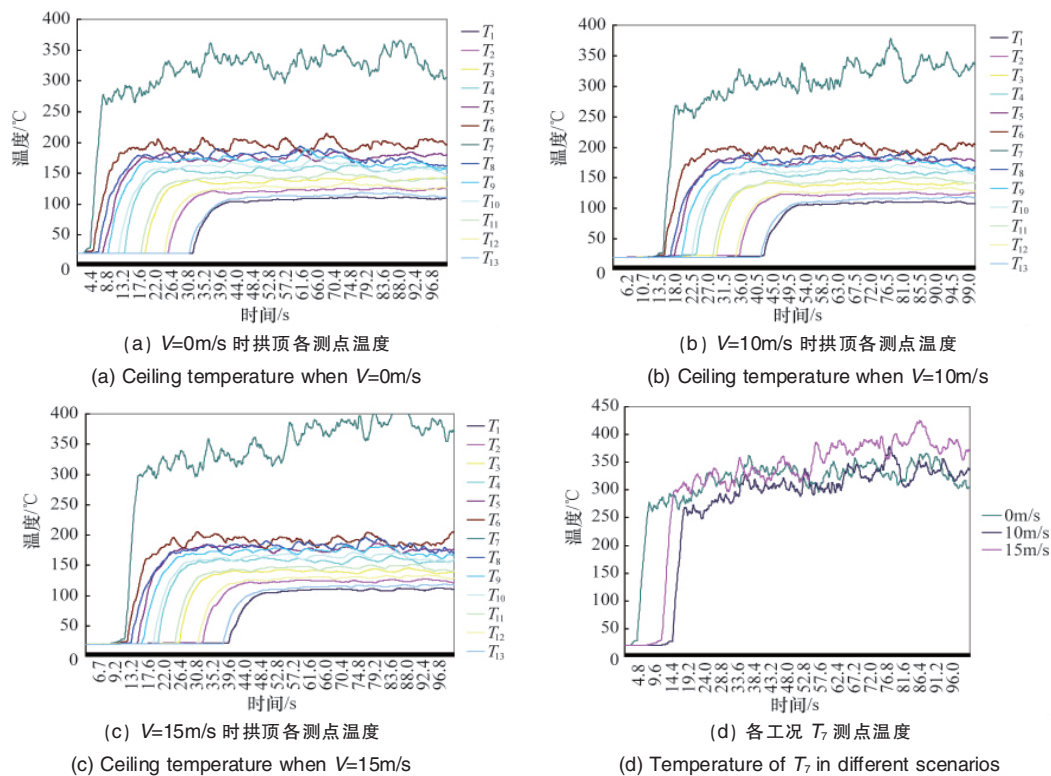 400
350
300
250
200
150
100
50
0
温度/℃
4.4
8.8
13.2
17.6
22.0
26.4
30.8
35.2
39.6
44.0
48.4
52.8
57.2
61.6
66.0
70.4
74.8
79.2
83.6
88.0
92.4
96.8
时间/s
T₁
T₂
T₃
T₄
T₅
T₆
T₇
T₈
T₉
T₁₀
T₁₁
T₁₂
T₁₃
(a) V=0m/s 时拱顶各测点温度
(a) Ceiling temperature when V=0m/s
400
350
300
250
200
150
100
50
0
温度/℃
6.2
10.7
13.5
18.0
22.5
27.0
31.5
36.0
40.5
45.0
49.5
54.0
58.5
63.0
67.5
72.0
76.5
81.0
85.5
90.0
94.5
99.0
时间/s
T₁
T₂
T₃
T₄
T₅
T₆
T₇
T₈
T₉
T₁₀
T₁₁
T₁₂
T₁₃
(b) V=10m/s 时拱顶各测点温度
(b) Ceiling temperature when V=10m/s
400
350
300
250
200
150
100
50
0
温度/℃
6.7
9.2
13.2
17.6
22.0
26.4
30.8
35.2
39.6
44.0
48.4
52.8
57.2
61.6
66.0
70.4
74.8
79.2
83.6
88.0
92.4
96.8
时间/s
T₁
T₂
T₃
T₄
T₅
T₆
T₇
T₈
T₉
T₁₀
T₁₁
T₁₂
T₁₃
(c) V=15m/s 时拱顶各测点温度
(c) Ceiling temperature when V=15m/s
450
400
350
300
250
200
150
100
50
0
温度/℃
4.8
9.6
14.4
24.0
28.8
33.6
38.4
43.2
48.0
52.8
57.6
62.4
67.2
72.0
76.8
81.6
86.4
91.2
96.0
时间/s
0m/s
10m/s
15m/s
(d) 各工况 T₇ 测点温度
(d) Temperature of T₇ in different scenarios